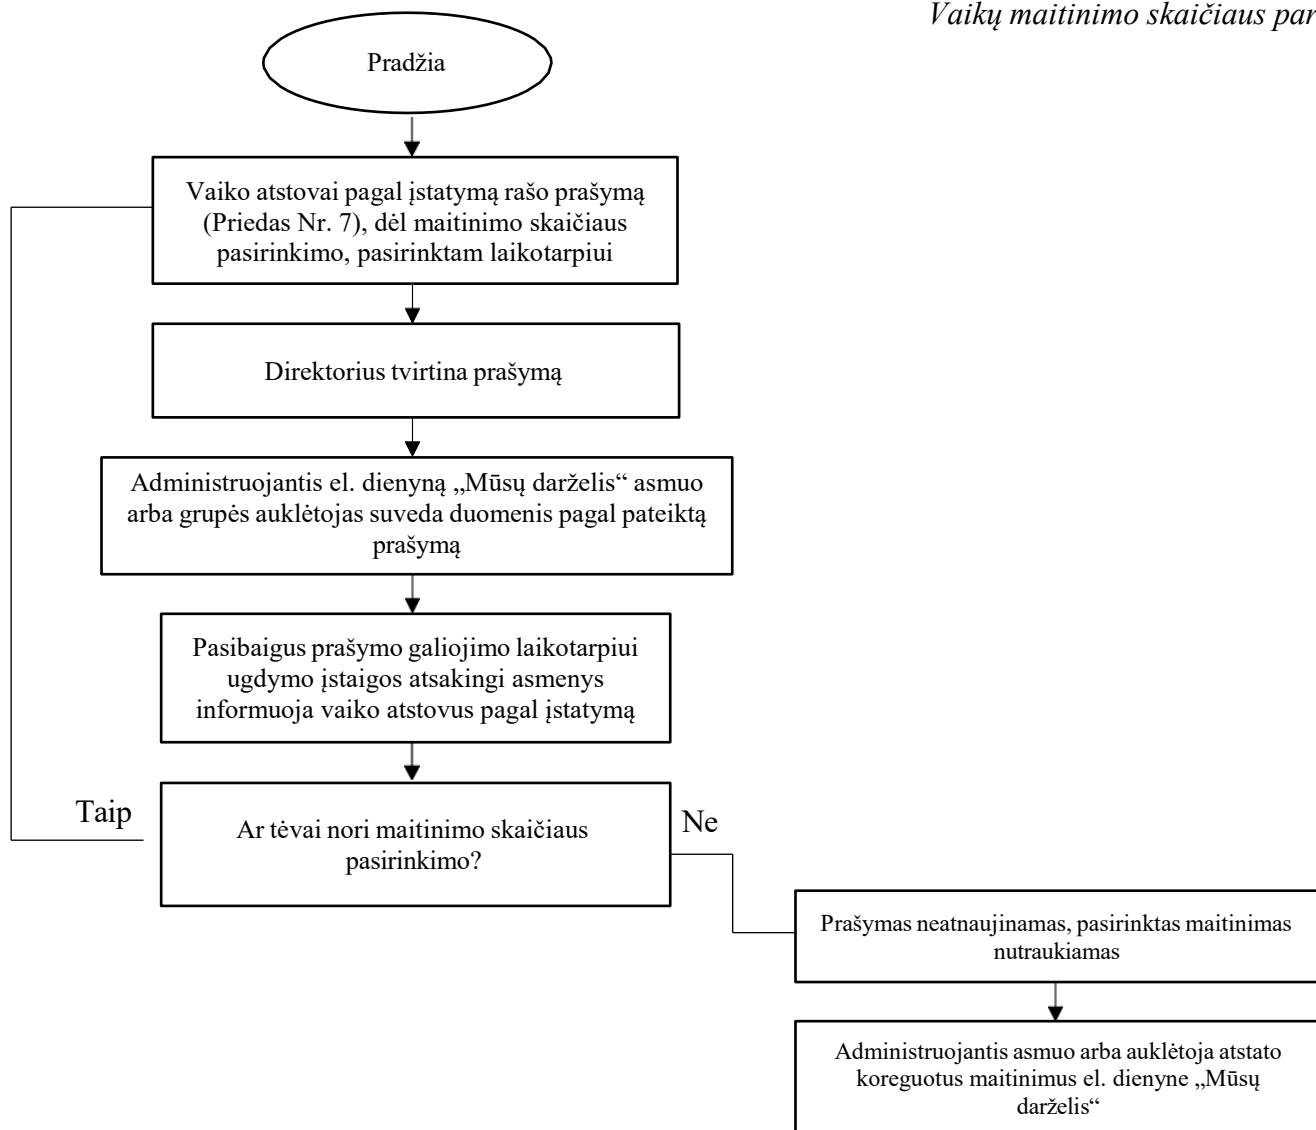 Vaikų maitinimo skaičiaus
Pradžia
Vaiko atstovai pagal įstatymą rašo prašymą
(Priedas Nr. 7), dėl maitinimo skaičiaus
pasirinkimo, pasirinktam laikotarpiui
Direktorius tvirtina prašymą
Administruojantis el. dienyną „Mūsų darželis“ asmuo
arba grupės auklėtojas suveda duomenis pagal pateiktą
prašymą
Pasibaigus prašymo galiojimo laikotarpiui
ugdymo įstaigos atsakingi asmenys
informuoja vaiko atstovus pagal įstatymą
Taip
Ar tėvai nori maitinimo skaičiaus
pasirinkimo?
Ne
Prašymas neatnaujinamas, pasirinktas maitinimas
nutraukiamas
Administruojantis asmuo arba auklėtoja atstato
koreguotus maitinimus el. dienyne „Mūsų
darželis“